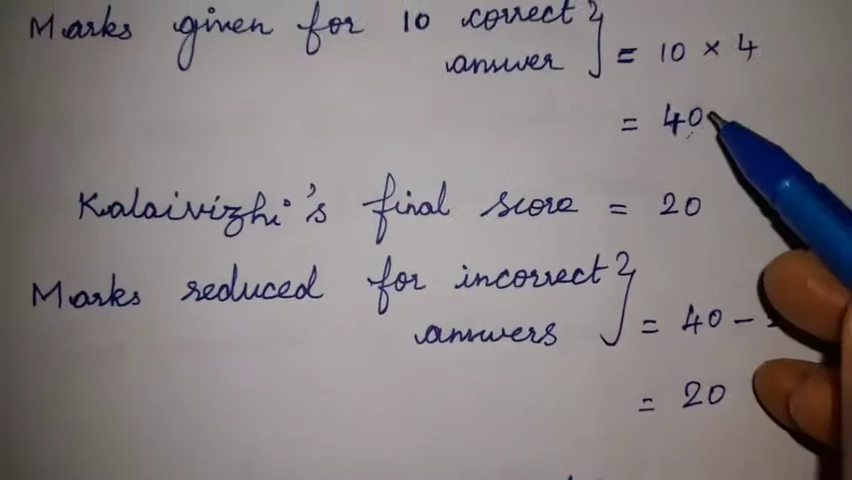 Marks given for 10 correct
answer } = 10 × 4
= 40
Kalaivizhi's final score = 20
Marks reduced for incorrect
answers } = 40 -
= 20